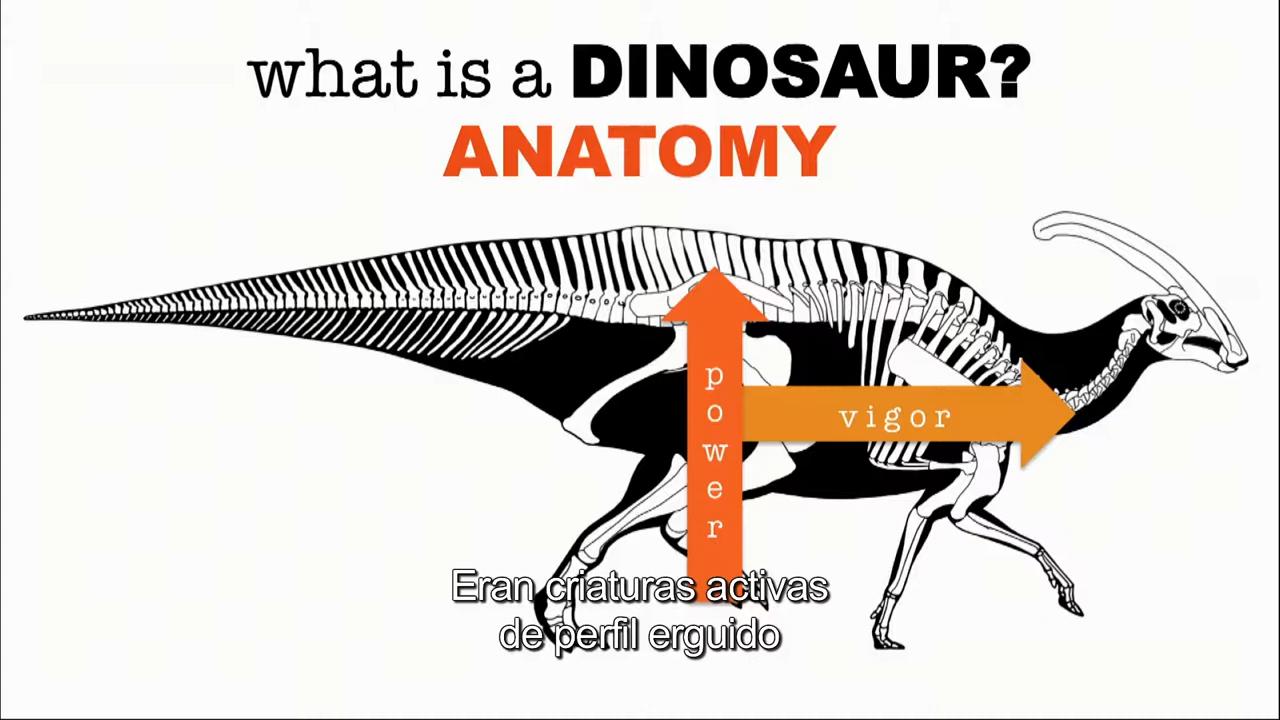 what is a DINOSAUR?
ANATOMY
power
vigor
Eran criaturas activas
de perfil erguido